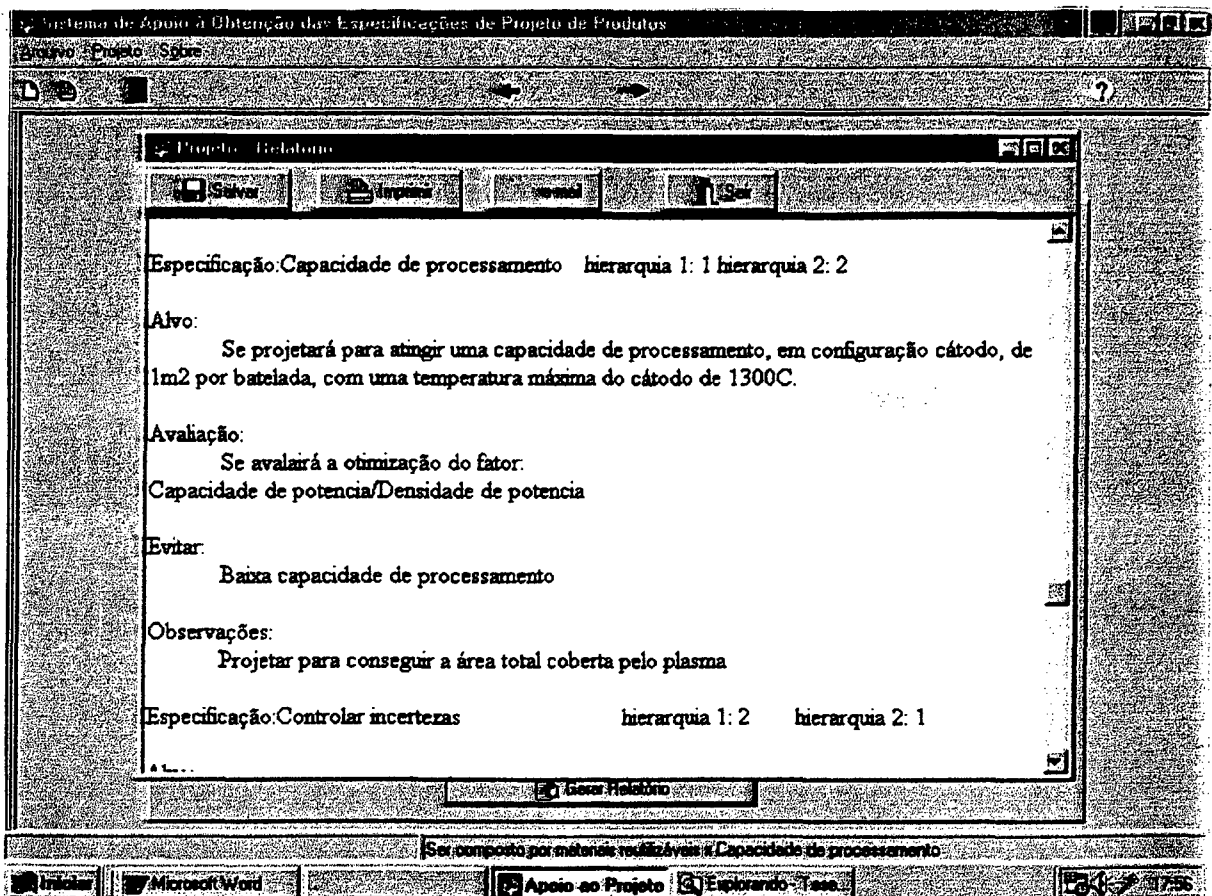 Sistema de Apoio à Obtenção das Especificações de Projeto de Produtos
Arquivo Projeto Sobre
?
Projeto - Relatório
Salvar Imprimir e-mail Sair
Especificação:Capacidade de processamento hierarquia 1: 1 hierarquia 2: 2
Alvo:
Se projetará para atingir uma capacidade de processamento, em configuração cátodo, de
1m2 por batelada, com uma temperatura máxima do cátodo de 1300C.
Avaliação:
Se avalairá a otimização do fator:
Capacidade de potencia/Densidade de potencia
Evitar:
Baixa capacidade de processamento
Observações:
Projetar para conseguir a área total coberta pelo plasma
Especificação:Controlar incertezas hierarquia 1: 2 hierarquia 2: 1
Gerar Relatório
Ser composto por materiais reutilizáveis x Capacidade de processamento
Iniciar Microsoft Word Apoio ao Projeto Explorando - Tese 17:56